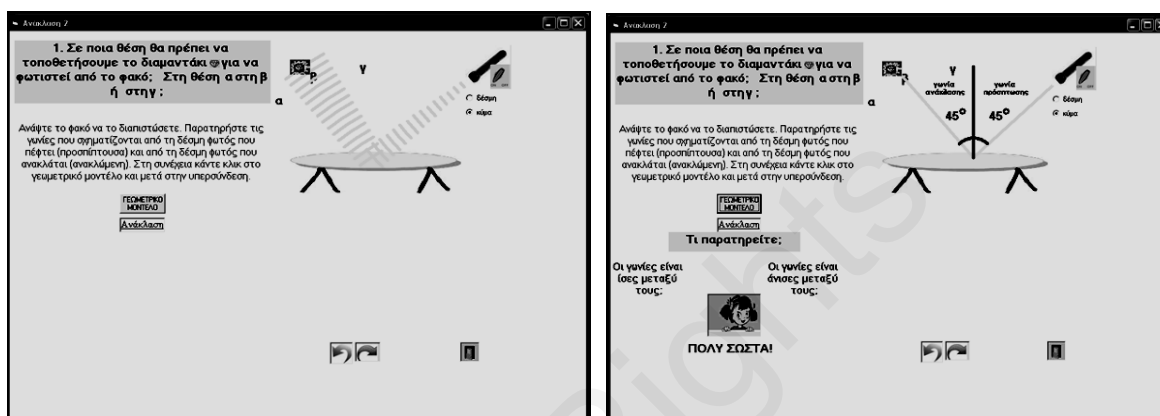 Ανακλαση 2
1. Σε ποια θέση θα πρέπει να
τοποθετήσουμε το διαμαντάκι για να
φωτιστεί από το φακό; Στη θέση α στη β
ή στη γ ;
β
γ
α
δέσμη
κύμα
Ανάψτε το φακό να το διαπιστώσετε. Παρατηρήστε τις
γωνίες που σχηματίζονται από τη δέσμη φωτός που
πέφτει (προσπίπτουσα) και από τη δέσμη φωτός που
ανακλάται (ανακλώμενη). Στη συνέχεια κάντε κλικ στο
γεωμετρικό μοντέλο και μετά στην υπερσύνδεση.
ΓΕΩΜΕΤΡΙΚΟ
ΜΟΝΤΕΛΟ
Ανάκλαση
Ανακλαση 2
1. Σε ποια θέση θα πρέπει να
τοποθετήσουμε το διαμαντάκι για να
φωτιστεί από το φακό; Στη θέση α στη β
ή στη γ ;
γ
α
γωνία
ανάκλασης
γωνία
πρόσπτωσης
45° 45°
δέσμη
κύμα
Ανάψτε το φακό να το διαπιστώσετε. Παρατηρήστε τις
γωνίες που σχηματίζονται από τη δέσμη φωτός που
πέφτει (προσπίπτουσα) και από τη δέσμη φωτός που
ανακλάται (ανακλώμενη). Στη συνέχεια κάντε κλικ στο
γεωμετρικό μοντέλο και μετά στην υπερσύνδεση.
ΓΕΩΜΕΤΡΙΚΟ
ΜΟΝΤΕΛΟ
Ανάκλαση
Τι παρατηρείτε;
Οι γωνίες είναι
ίσες μεταξύ
τους;
Οι γωνίες είναι
άνισες μεταξύ
τους;
ΠΟΛΥ ΣΩΣΤΑ!